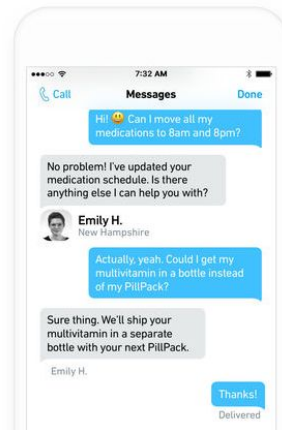 7:32 AM
Call
Messages
Done
Hi! 😃 Can I move all my
medications to 8am and 8pm?
No problem! I've updated your
medication schedule. Is there
anything else I can help you with?
Emily H.
New Hampshire
Actually, yeah. Could I get my
multivitamin in a bottle instead
of my PillPack?
Sure thing. We'll ship your
multivitamin in a separate
bottle with your next PillPack.
Emily H.
Thanks!
Delivered